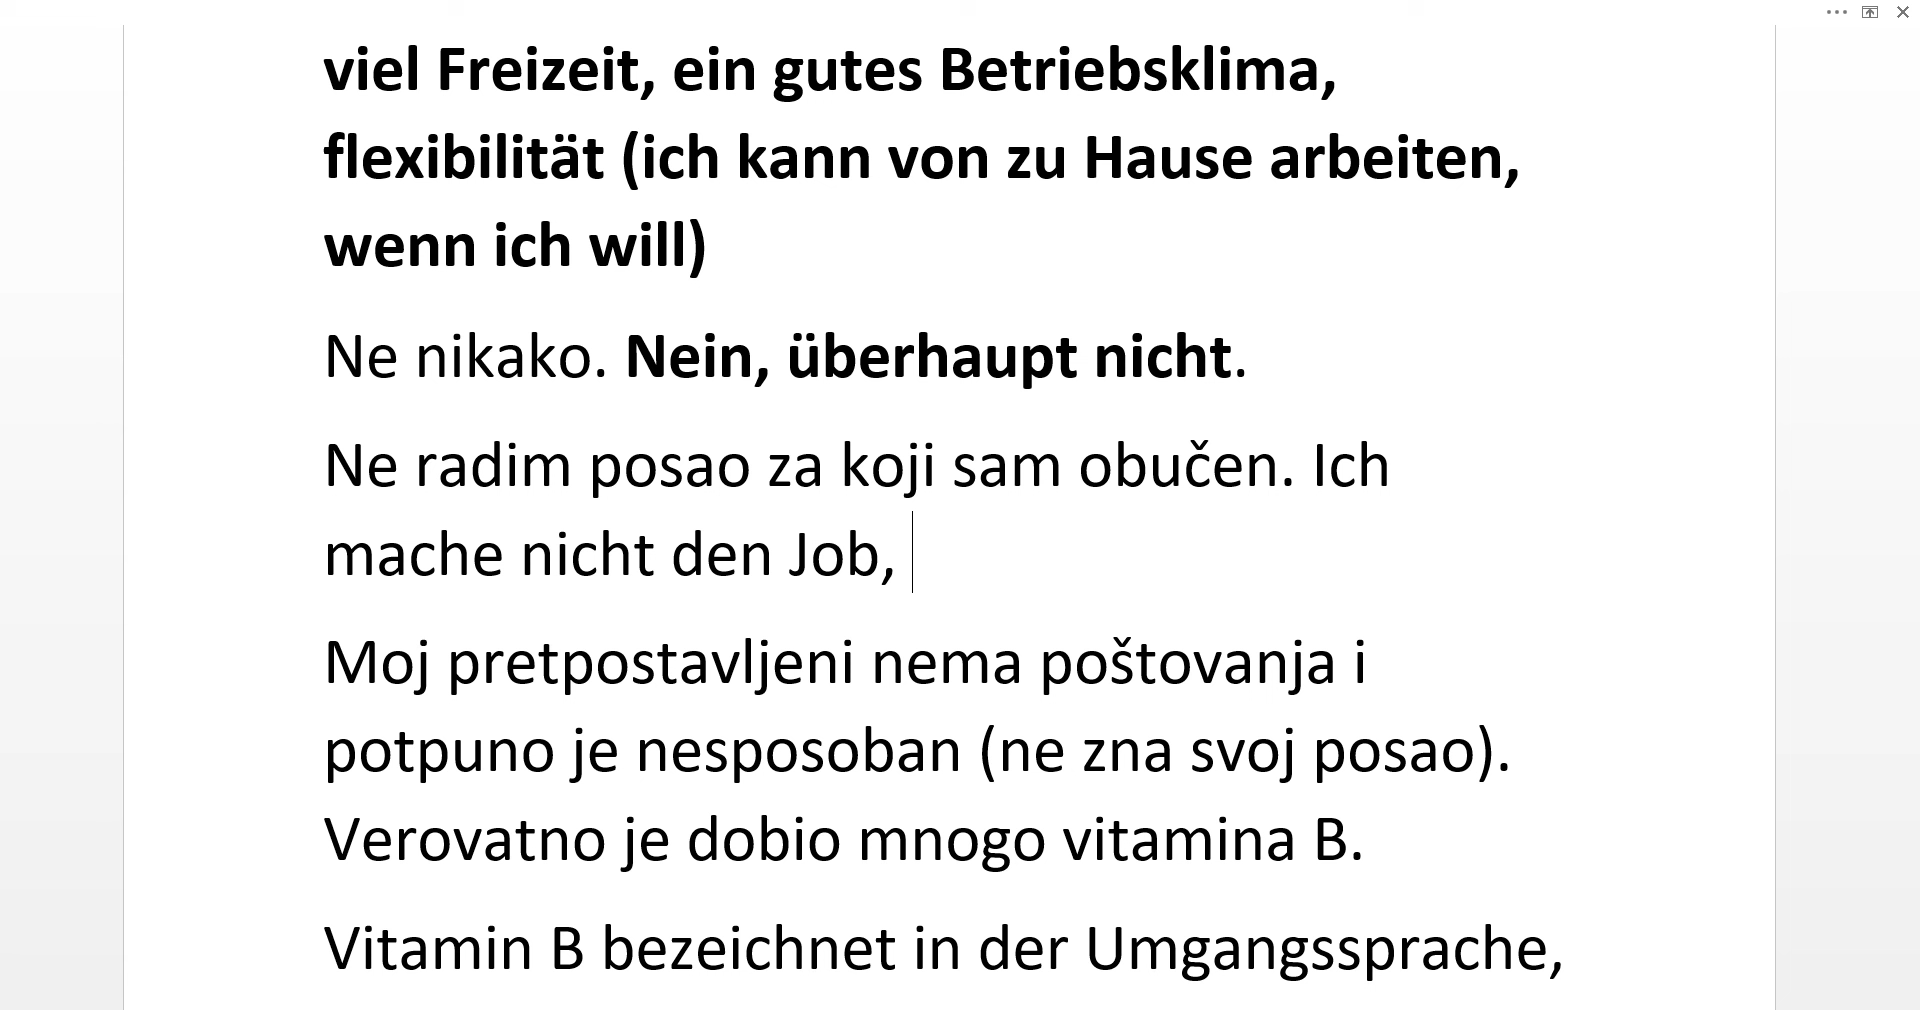 viel Freizeit, ein gutes Betriebsklima,
flexibilität (ich kann von zu Hause arbeiten,
wenn ich will)
Ne nikako. Nein, überhaupt nicht.
Ne radim posao za koji sam obučen. Ich
mache nicht den Job,
Moj pretpostavljeni nema poštovanja i
potpuno je nesposoban (ne zna svoj posao).
Verovatno je dobio mnogo vitamina B.
Vitamin B bezeichnet in der Umgangssprache,